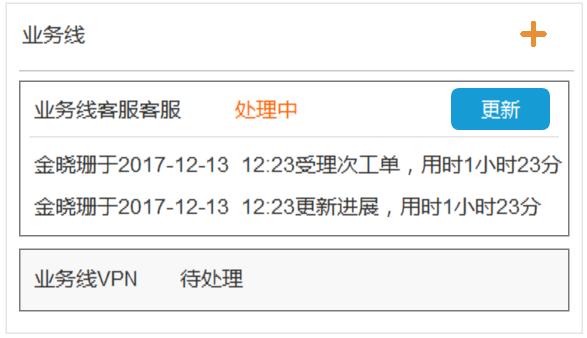 业务线
业务线客服客服 处理中 更新
金晓珊于2017-12-13 12:23受理次工单，用时1小时23分
金晓珊于2017-12-13 12:23更新进展，用时1小时23分
业务线VPN 待处理